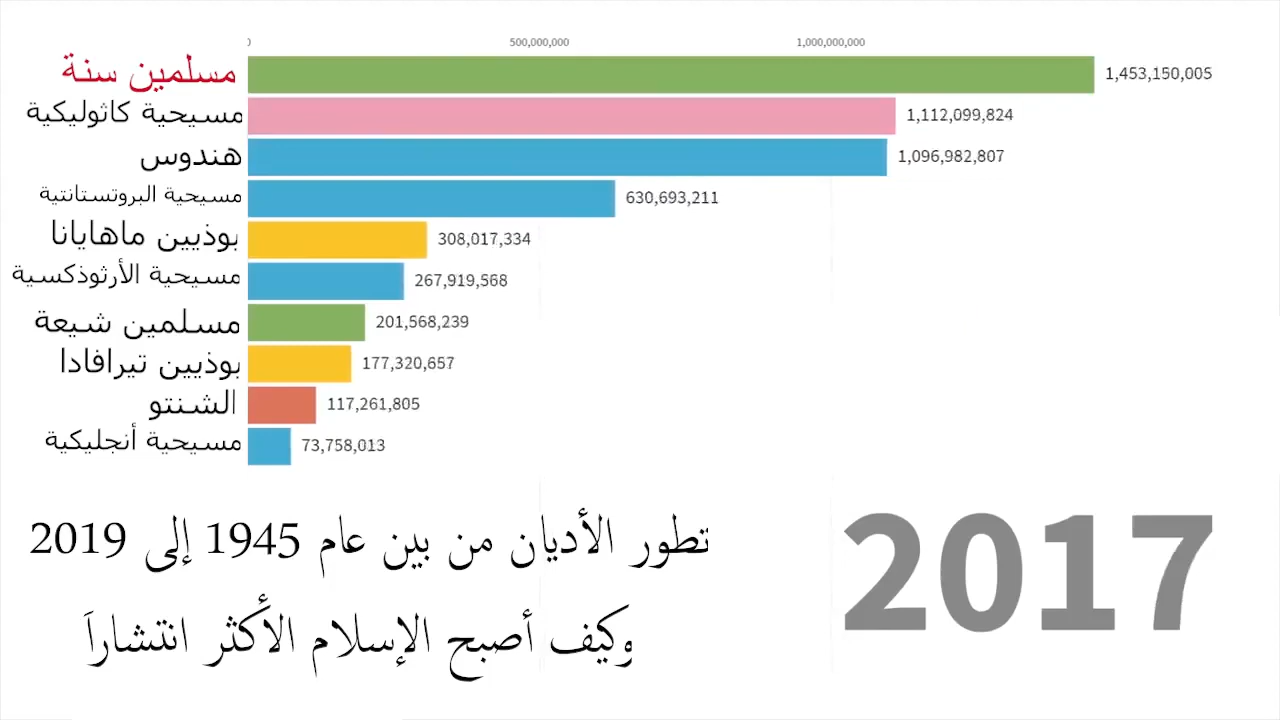 0 500,000,000 1,000,000,000
مسلمين سنة 1,453,150,005
مسيحية كاثوليكية 1,112,099,824
هندوس 1,096,982,807
مسيحية البروتستانتية 630,693,211
بوذيين ماهايانا 308,017,334
مسيحية الأرثوذكسية 267,919,568
مسلمين شيعة 201,568,239
بوذيين تيرافادا 177,320,657
الشنتو 117,261,805
مسيحية أنجليكية 73,758,013
تطور الأديان من بين عام 1945 إلى 2019
وكيف أصبح الإسلام الأكثر انتشاراَ
2017